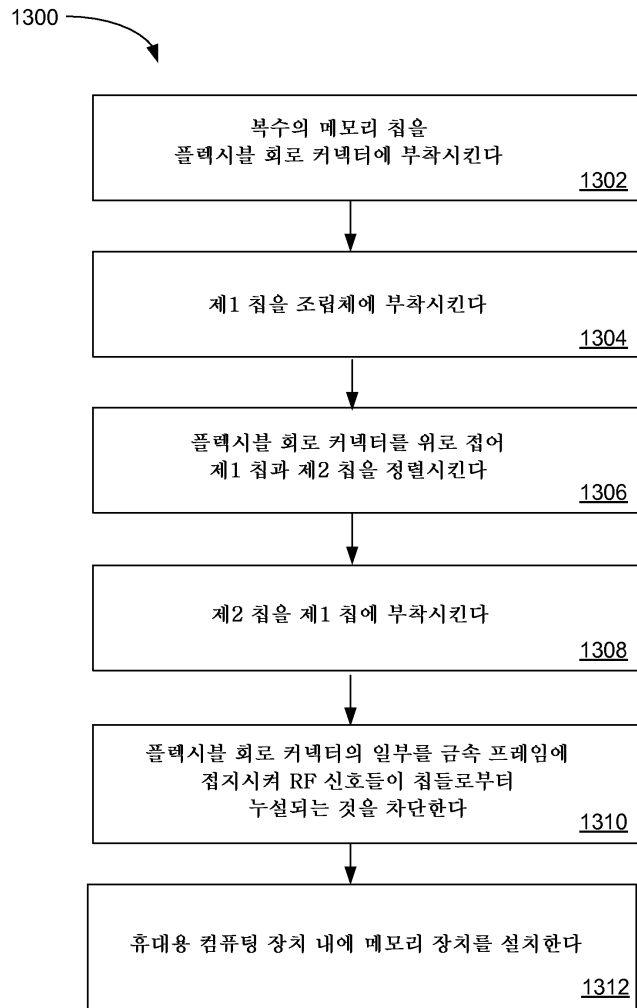 1300
복수의 메모리 칩을
플렉시블 회로 커넥터에 부착시킨다
1302
제1 칩을 조립체에 부착시킨다
1304
플렉시블 회로 커넥터를 위로 접어
제1 칩과 제2 칩을 정렬시킨다
1306
제2 칩을 제1 칩에 부착시킨다
1308
플렉시블 회로 커넥터의 일부를 금속 프레임에
접지시켜 RF 신호들이 칩들로부터
누설되는 것을 차단한다
1310
휴대용 컴퓨팅 장치 내에 메모리 장치를 설치한다
1312